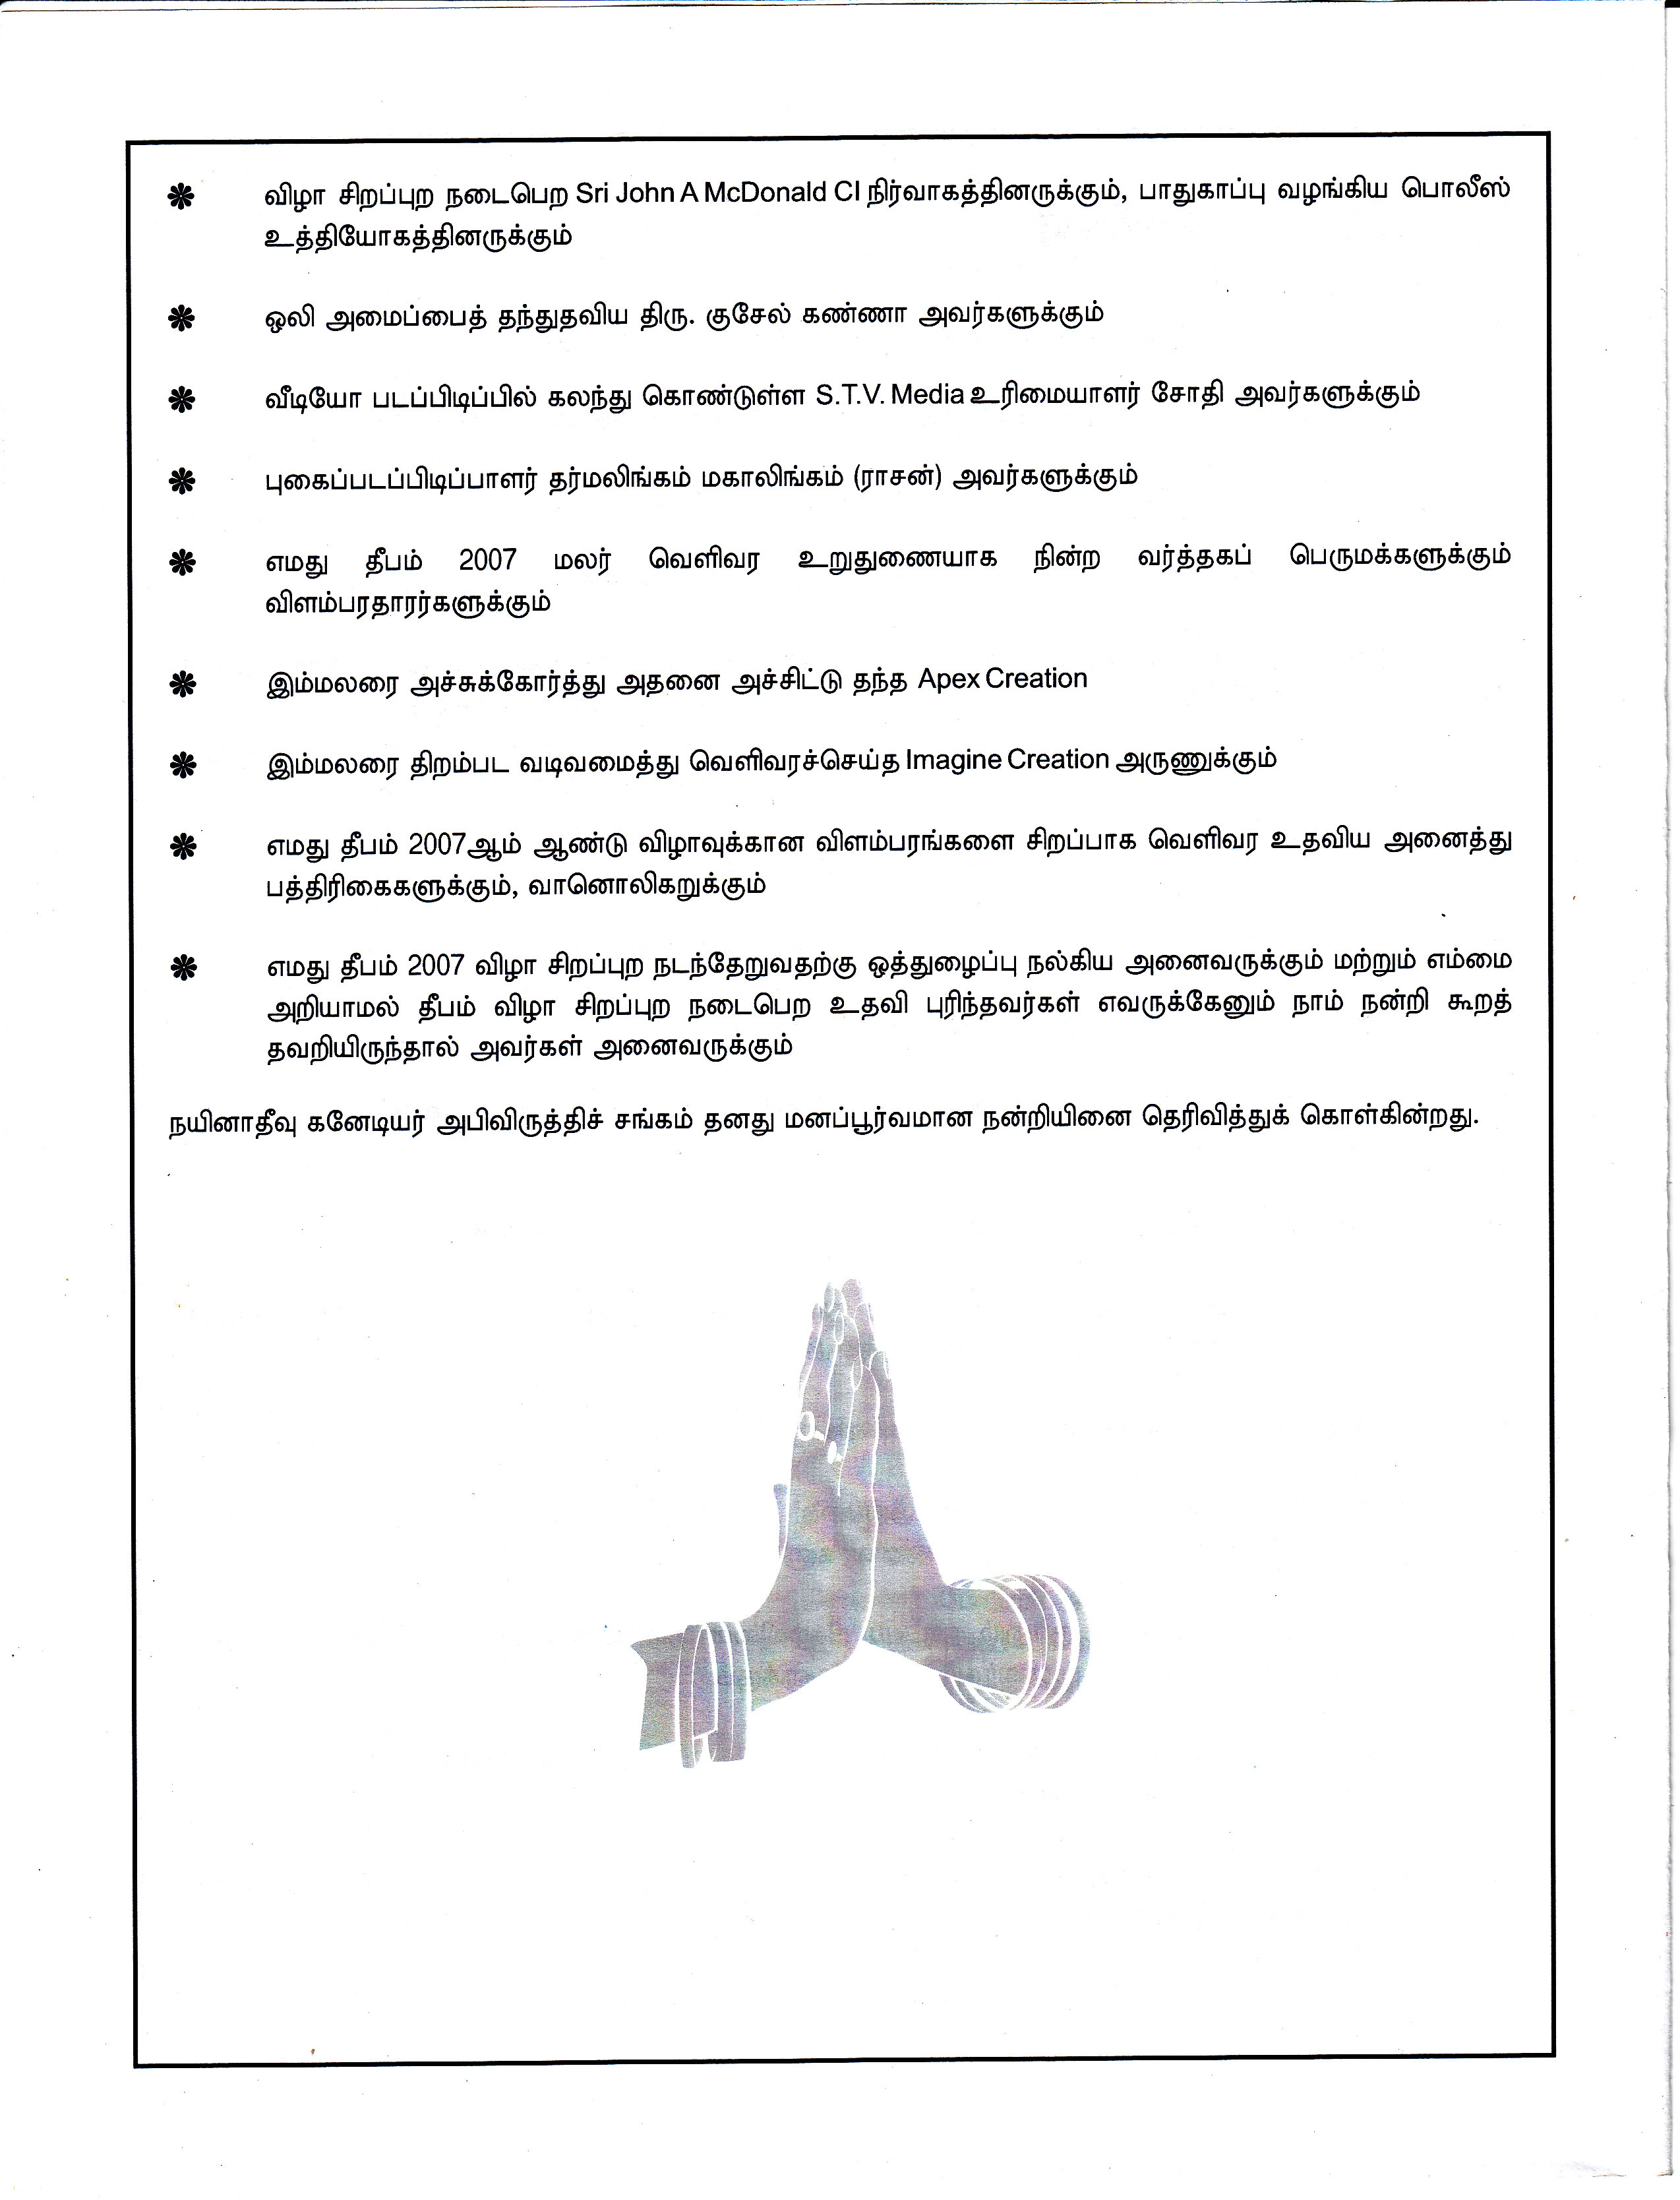 ❋ விழா சிறப்புற நடைபெற Sri John A McDonald CI நிர்வாகத்தினருக்கும், பாதுகாப்பு வழங்கிய பொலீஸ்
உத்தியோகத்தினருக்கும்
❋ ஒலி அமைப்பைத் தந்துதவிய திரு. குசேல் கண்ணா அவர்களுக்கும்
❋ வீடியோ படப்பிடிப்பில் கலந்து கொண்டுள்ள S.T.V. Media உரிமையாளர் சோதி அவர்களுக்கும்
❋ புகைப்படப்பிடிப்பாளர் தர்மலிங்கம் மகாலிங்கம் (ராசன்) அவர்களுக்கும்
❋ எமது தீபம் 2007 மலர் வெளிவர உறுதுணையாக நின்ற வர்த்தகப் பெருமக்களுக்கும்
விளம்பரதாரர்களுக்கும்
❋ இம்மலரை அச்சுக்கோர்த்து அதனை அச்சிட்டு தந்த Apex Creation
❋ இம்மலரை திறம்பட வடிவமைத்து வெளிவரச்செய்த Imagine Creation அருணுக்கும்
❋ எமது தீபம் 2007ஆம் ஆண்டு விழாவுக்கான விளம்பரங்களை சிறப்பாக வெளிவர உதவிய அனைத்து
பத்திரிகைகளுக்கும், வானொலிகறுக்கும்
❋ எமது தீபம் 2007 விழா சிறப்புற நடந்தேறுவதற்கு ஒத்துழைப்பு நல்கிய அனைவருக்கும் மற்றும் எம்மை
அறியாமல் தீபம் விழா சிறப்புற நடைபெற உதவி புரிந்தவர்கள் எவருக்கேனும் நாம் நன்றி கூறத்
தவறியிருந்தால் அவர்கள் அனைவருக்கும்
நயினாதீவு கனேடியர் அபிவிருத்திச் சங்கம் தனது மனப்பூர்வமான நன்றியினை தெரிவித்துக் கொள்கின்றது.